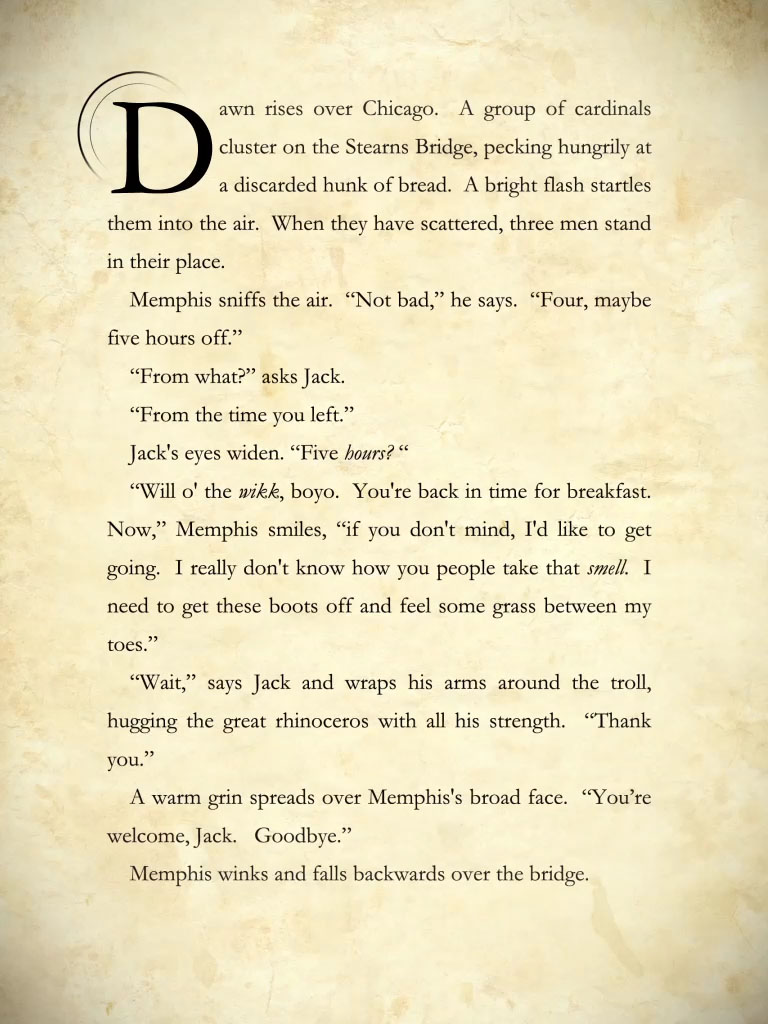 Dawn rises over Chicago.  A group of cardinals
cluster on the Stearns Bridge, pecking hungrily at
a discarded hunk of bread.  A bright flash startles
them into the air.  When they have scattered, three men stand
in their place.
Memphis sniffs the air.  “Not bad,” he says.  “Four, maybe
five hours off.”
“From what?” asks Jack.
“From the time you left.”
Jack's eyes widen. “Five hours? “
“Will o' the wikk, boyo.  You're back in time for breakfast.
Now,” Memphis smiles, “if you don't mind, I'd like to get
going.  I really don't know how you people take that smell.  I
need to get these boots off and feel some grass between my
toes.”
“Wait,” says Jack and wraps his arms around the troll,
hugging the great rhinoceros with all his strength.  “Thank
you.”
A warm grin spreads over Memphis's broad face.  “You’re
welcome, Jack.   Goodbye.”
Memphis winks and falls backwards over the bridge.